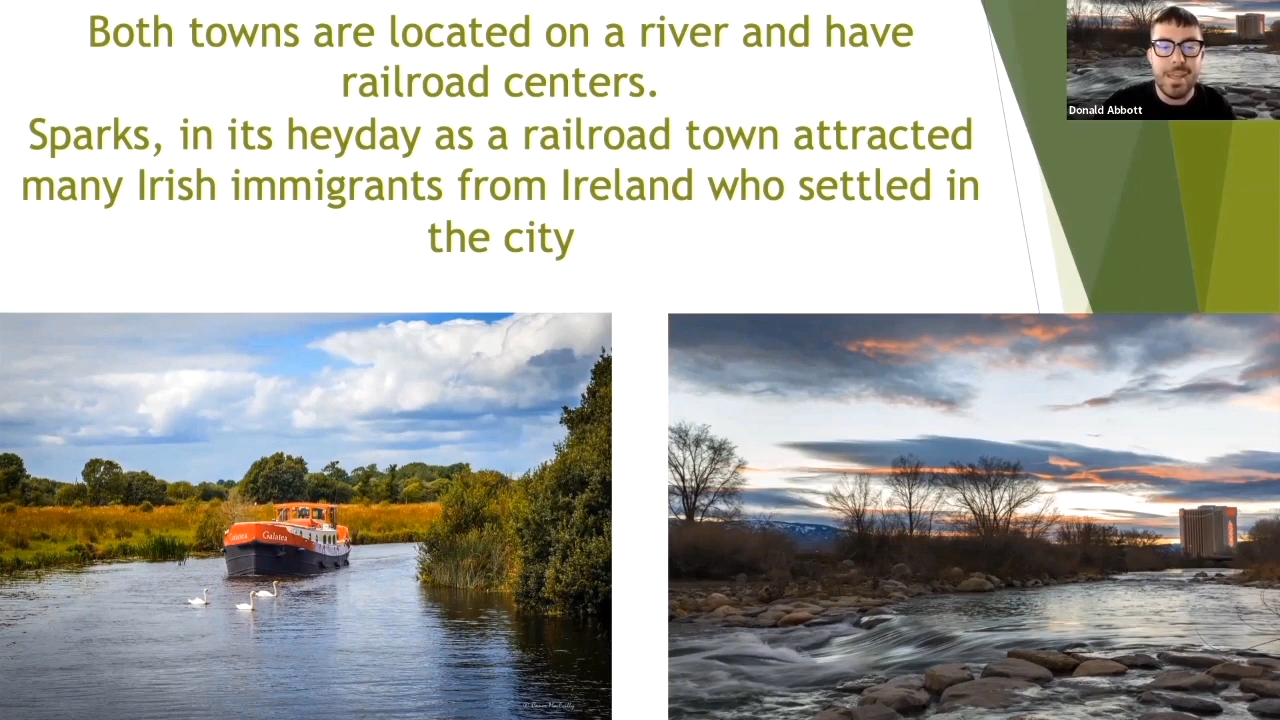 Both towns are located on a river and have
railroad centers.
Sparks, in its heyday as a railroad town attracted
many Irish immigrants from Ireland who settled in
the city
Donald Abbott
Galatea